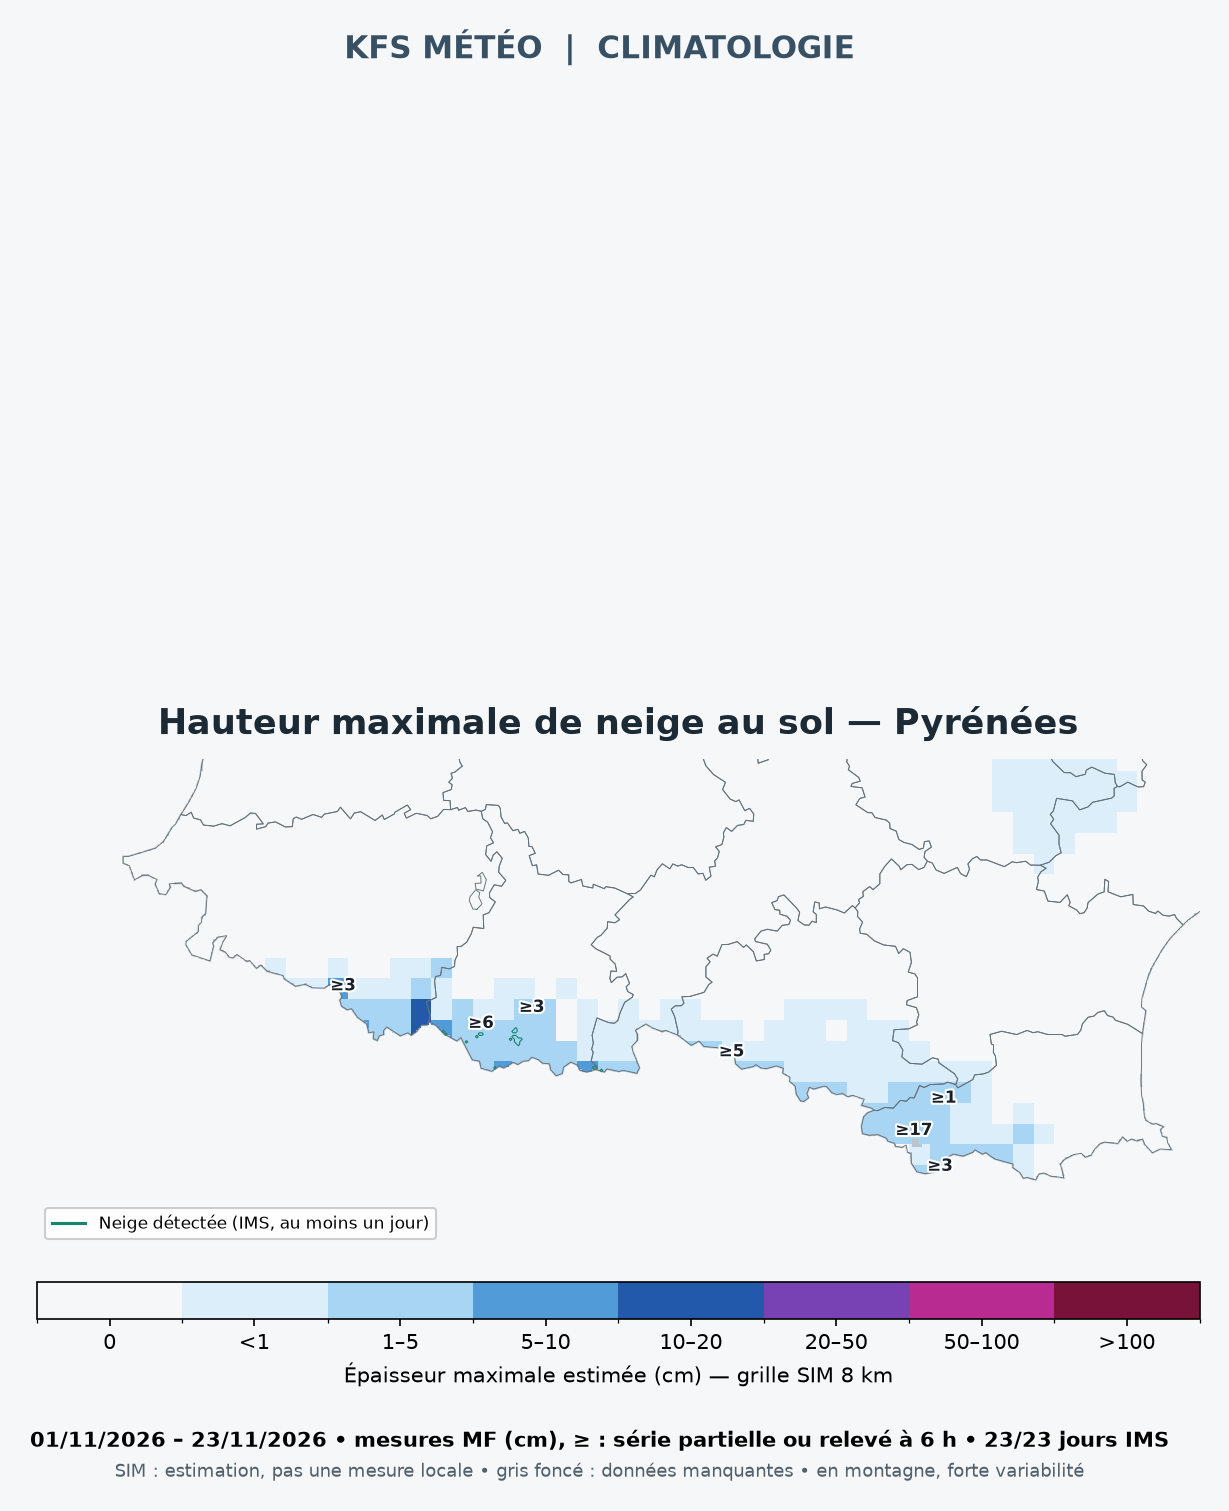 KFS MÉTÉO | CLIMATOLOGIE
Hauteur maximale de neige au sol — Pyrénées
≥3
≥3
≥6
≥5
≥1
≥17
≥3
Neige détectée (IMS, au moins un jour)
0 <1 1–5 5–10 10–20 20–50 50–100 >100
Épaisseur maximale estimée (cm) — grille SIM 8 km
01/11/2026 – 23/11/2026 • mesures MF (cm), ≥ : série partielle ou relevé à 6 h • 23/23 jours IMS
SIM : estimation, pas une mesure locale • gris foncé : données manquantes • en montagne, forte variabilité